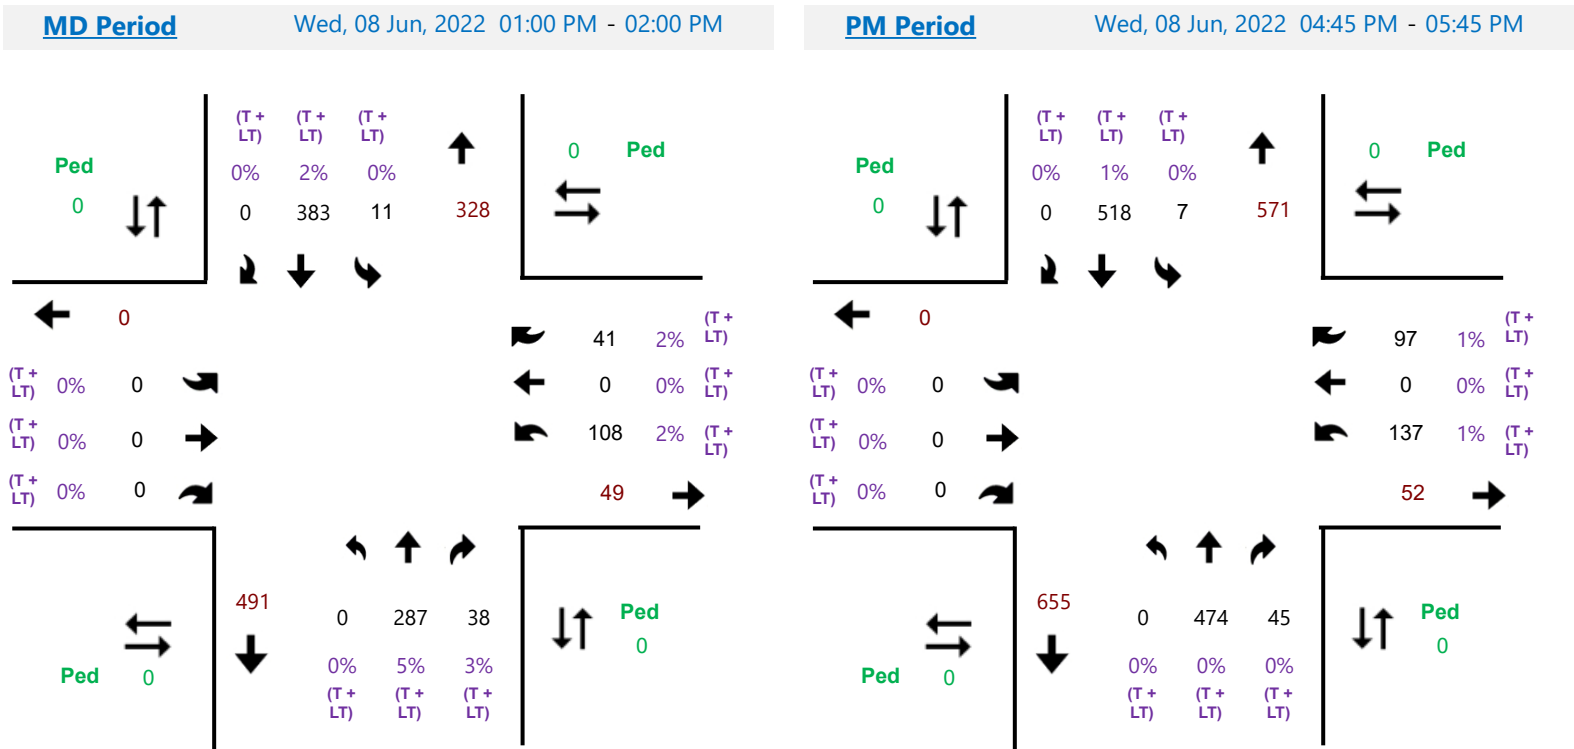 MD Period Wed, 08 Jun, 2022 01:00 PM - 02:00 PM
(T + LT) (T + LT) (T + LT)
Ped
0% 2% 0%
0 Ped
0
0 383 11 328
0
41 2% (T + LT)
(T + LT) 0% 0
0 0% (T + LT)
(T + LT) 0% 0
108 2% (T + LT)
(T + LT) 0% 0
49
491
0 287 38
Ped
0
0% 5% 3%
Ped 0
(T + LT) (T + LT) (T + LT)
PM Period Wed, 08 Jun, 2022 04:45 PM - 05:45 PM
(T + LT) (T + LT) (T + LT)
Ped
0% 1% 0%
0 Ped
0
0 518 7 571
0
97 1% (T + LT)
(T + LT) 0% 0
0 0% (T + LT)
(T + LT) 0% 0
137 1% (T + LT)
(T + LT) 0% 0
52
655
0 474 45
Ped
0
0% 0% 0%
Ped 0
(T + LT) (T + LT) (T + LT)